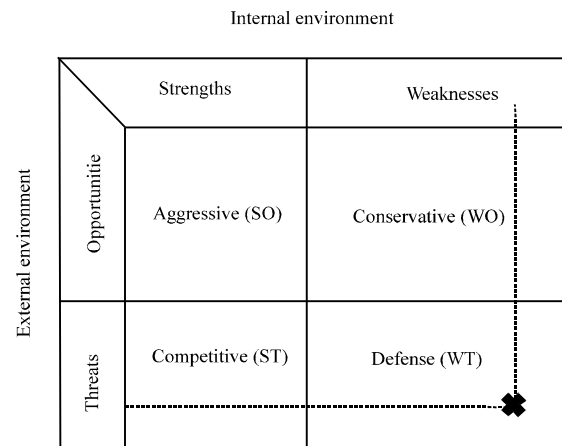 Internal environment
Strengths
Weaknesses
External environment
Opportunitie
Aggressive (SO)
Conservative (WO)
Threats
Competitive (ST)
Defense (WT)